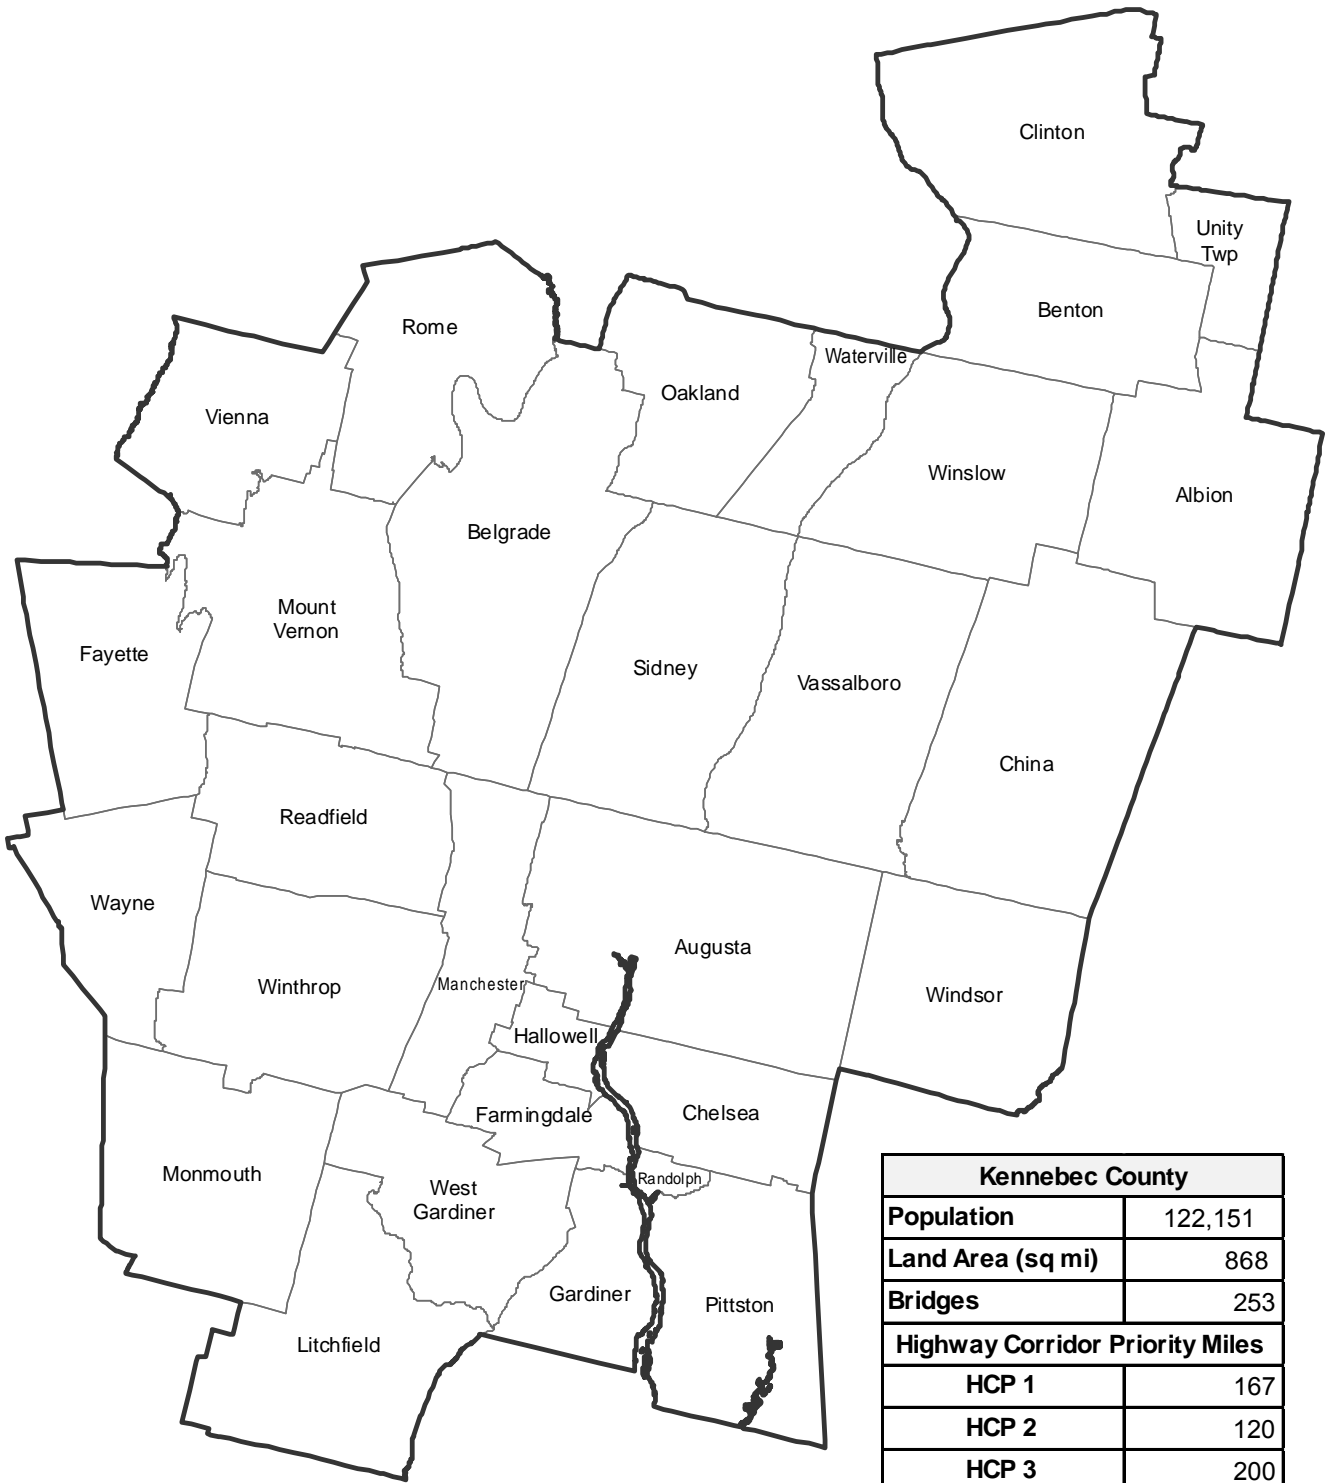 Clinton
Unity
Twp
Benton
Rome
Waterville
Oakland
Vienna
Winslow
Albion
Belgrade
Mount
Vernon
Fayette
Sidney
Vassalboro
China
Readfield
Wayne
Augusta
Winthrop
Manchester
Windsor
Hallowell
Farmingdale
Chelsea
Monmouth
West
Gardiner
Randolph
Gardiner
Pittston
Litchfield
Kennebec County
Population 122,151
Land Area (sq mi) 868
Bridges 253
Highway Corridor Priority Miles
HCP 1 167
HCP 2 120
HCP 3 200